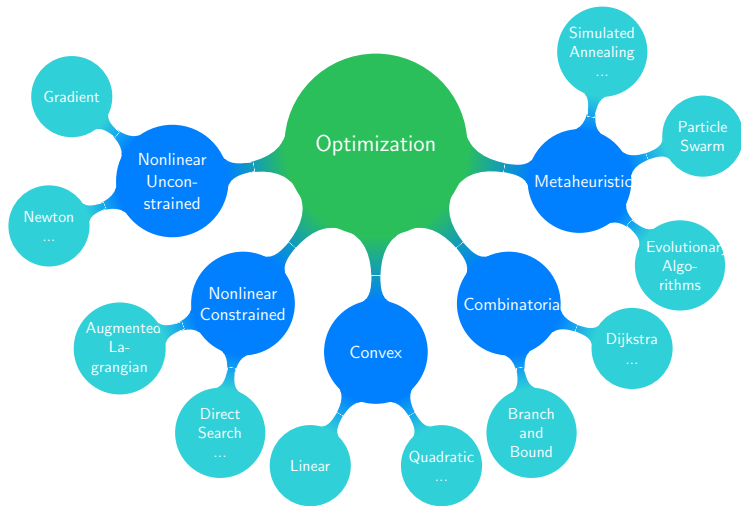 Optimization
Nonlinear
Uncon-
strained
Gradient
Newton
...
Nonlinear
Constrained
Augmented
La-
grangian
Direct
Search
...
Convex
Linear
Quadratic
...
Combinatorial
Branch
and
Bound
Dijkstra
...
Metaheuristic
Evolutionary
Algo-
rithms
Particle
Swarm
Simulated
Annealing
...